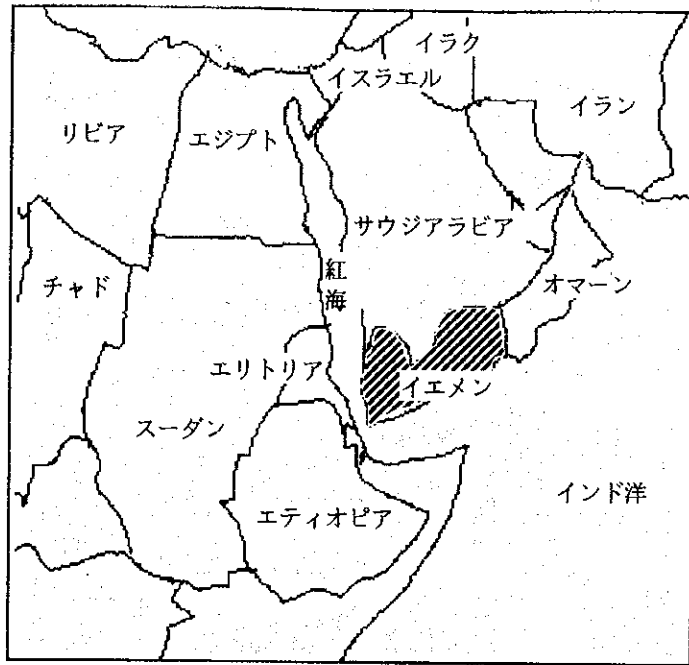 イラク
イスラエル
イラン
リビア
エジプト
サウジアラビア
紅海
チャド
オマーン
エリトリア
イエメン
スーダン
インド洋
エティオピア